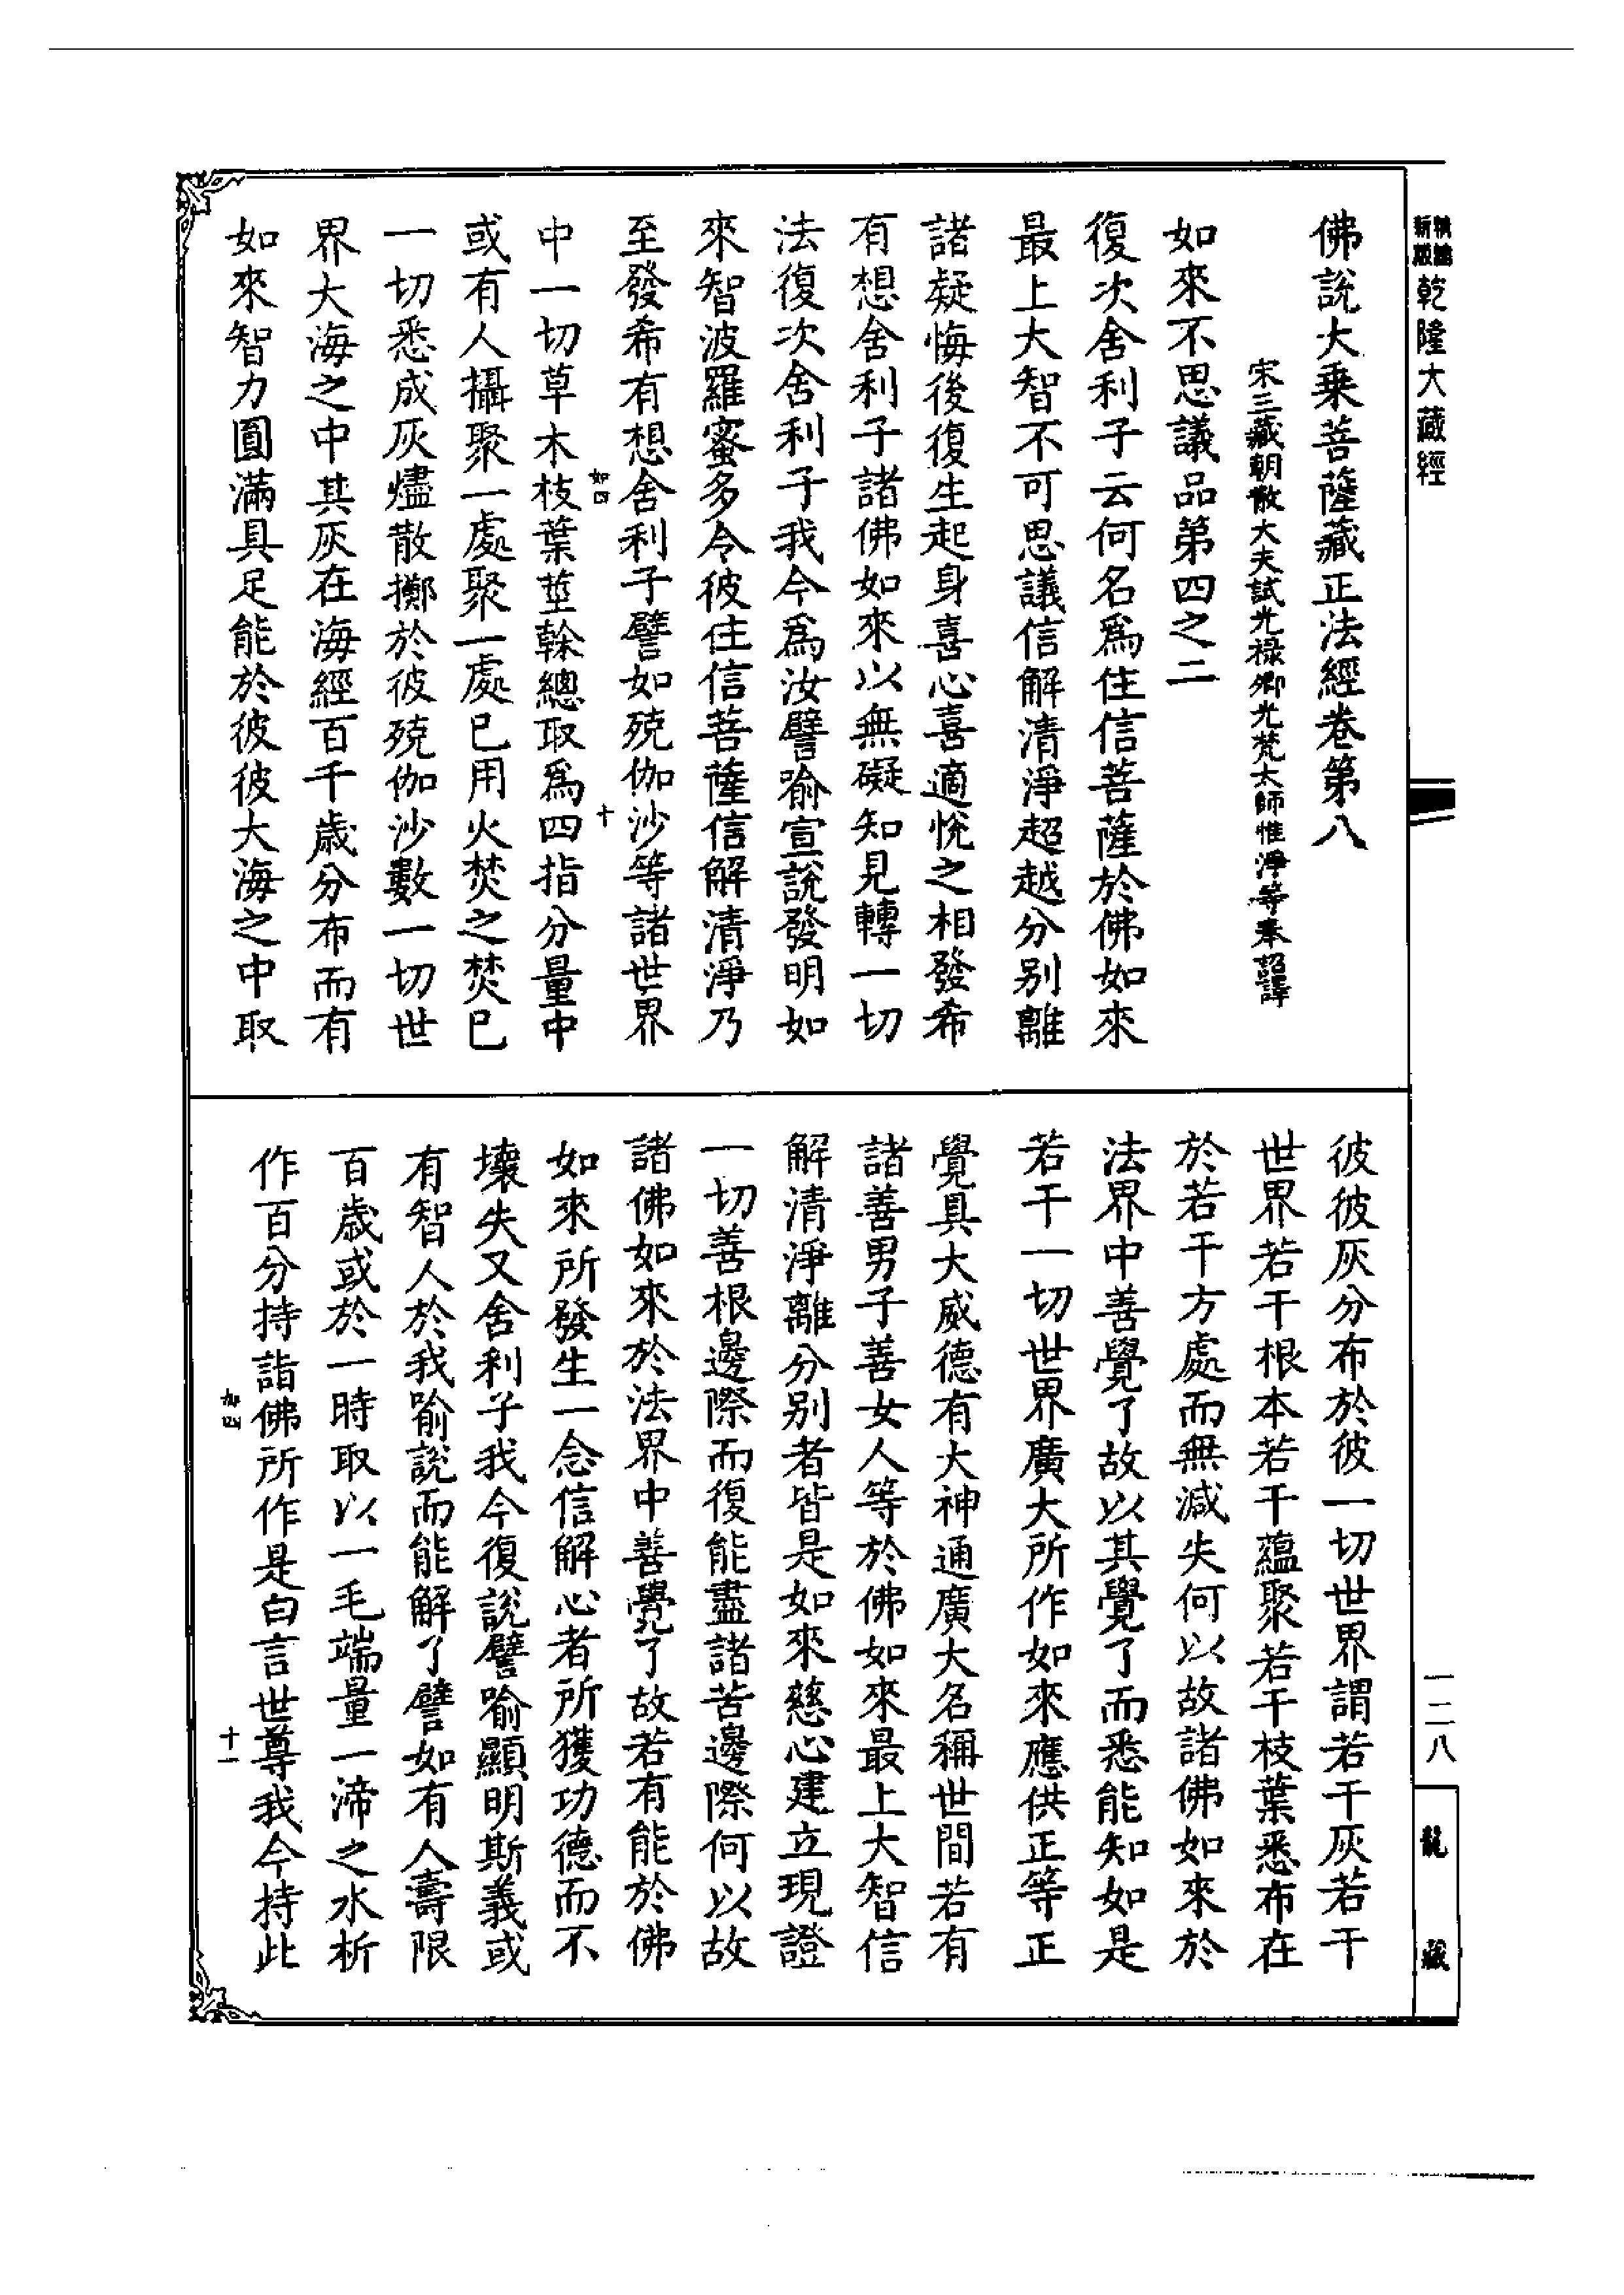 乾隆大藏經
佛說大乗菩薩藏正法經卷第八
宋三藏朝散大夫試光祿卿光梵大師惟淨等奉詔譯
如來不思議品第四之二
復次舍利子云何名爲住信菩薩於佛如來
最上大智不可思議信解清淨超越分别離
諸疑悔後復生起身喜心喜適悅之相發希
有想舍利子諸佛如來以無礙知見轉一切
法復次舍利子我今爲汝譬喻宣說發明如
來智波羅蜜多令彼住信菩薩信解清淨乃
至發希有想舍利子譬如殑伽沙等諸世界
中一切草木枝葉莖榦總取爲四指分量中
或有人攝聚一處聚一處已用火焚之焚已
一切悉成灰燼散擲於彼殑伽沙數一切世
界大海之中其灰在海經百千歲分布而有
如來智力圓滿具足能於彼彼大海之中取
彼彼灰分布於彼彼一切世界謂若干灰若干
世界若干根本若干蘊聚若干枝葉悉布在
於若干方處而無減失何以故諸佛如來於
法界中善覺了故以其覺了而悉能知如是
若干一切世界廣大所作如來應供正等正
覺具大威德有大神通廣大名稱世間若有
諸善男子善女人等於佛如來最上大智信
解清淨離分别者皆是如來慈心建立現證
一切善根邊際而復能盡諸苦邊際何以故
諸佛如來於法界中善覺了故若有能於佛
如來所發生一念信解心者所獲功德而不
壞失又舍利子我今復說譬喻顯明斯義或
有智人於我喻說而能解了譬如有人壽限
百歲或於一時取以一毛端量一渧之水析
作百分持詣佛所作是白言世尊我今持此
如四
十
如四
十一
一二八
龍藏